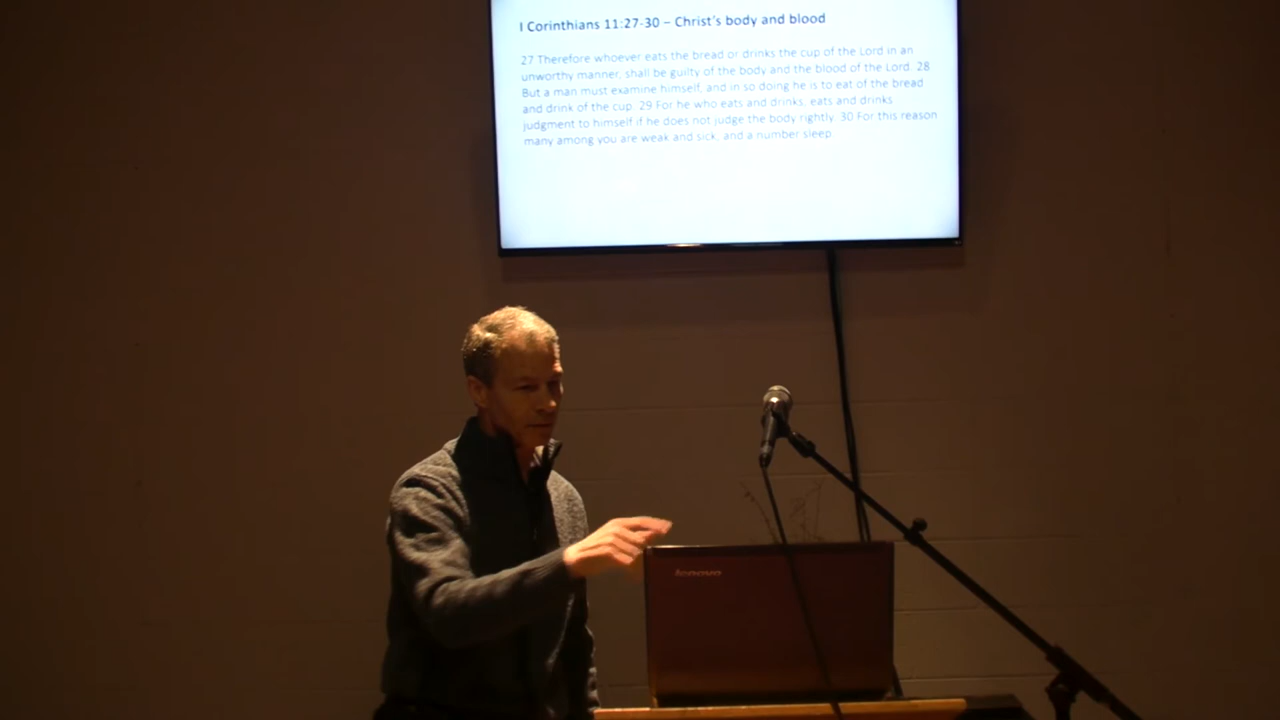 I Corinthians 11:27-30 – Christ's body and blood
27 Therefore whoever eats the bread or drinks the cup of the Lord in an
unworthy manner, shall be guilty of the body and the blood of the Lord. 28
But a man must examine himself, and in so doing he is to eat of the bread
and drink of the cup. 29 For he who eats and drinks, eats and drinks
judgment to himself if he does not judge the body rightly. 30 For this reason
many among you are weak and sick, and a number sleep
lenovo